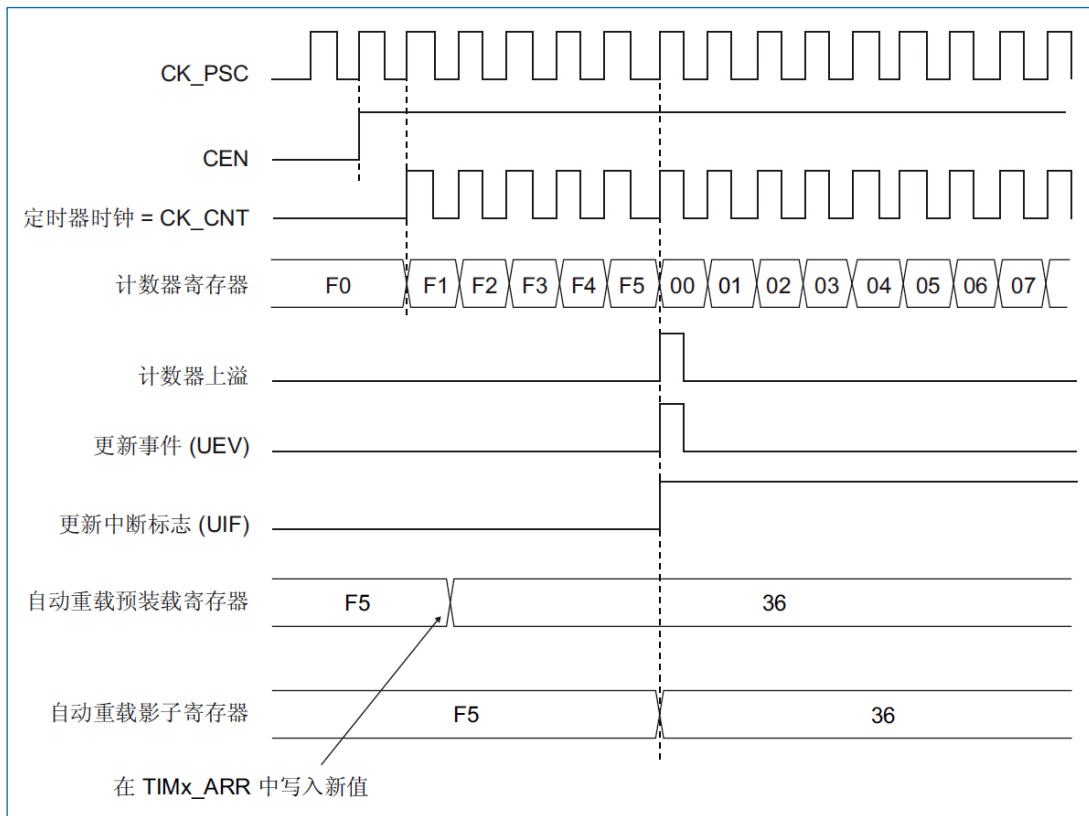 CK_PSC
CEN
定时器时钟 = CK_CNT
计数器寄存器 F0 F1 F2 F3 F4 F5 00 01 02 03 04 05 06 07
计数器上溢
更新事件 (UEV)
更新中断标志 (UIF)
自动重载预装载寄存器 F5 36
自动重载影子寄存器 F5 36
在 TIMx_ARR 中写入新值